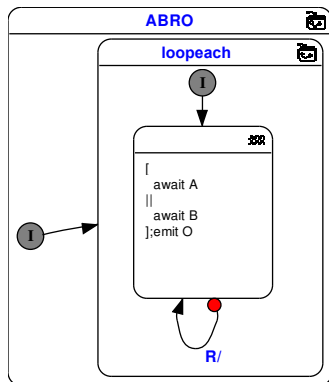 ABRO
loopeach
I
[
await A
||
await B
];emit O
I
R/